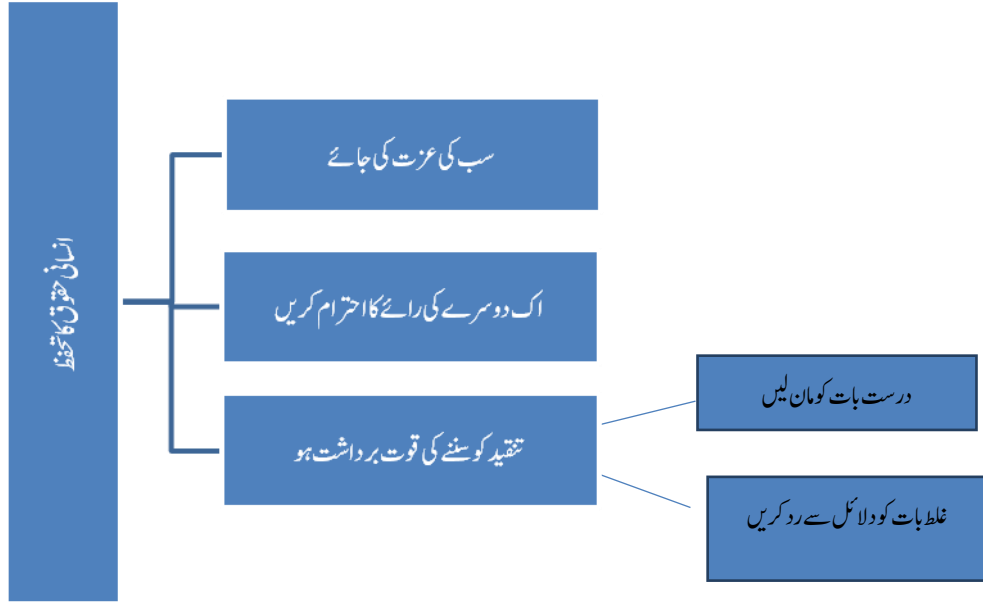 انسانی حقوق کا تحفظ
سب کی عزت کی جائے
اک دوسرے کی رائے کا احترام کریں
تنقید کو سننے کی قوت برداشت ہو
درست بات کو مان لیں
غلط بات کو دلائل سے رد کریں